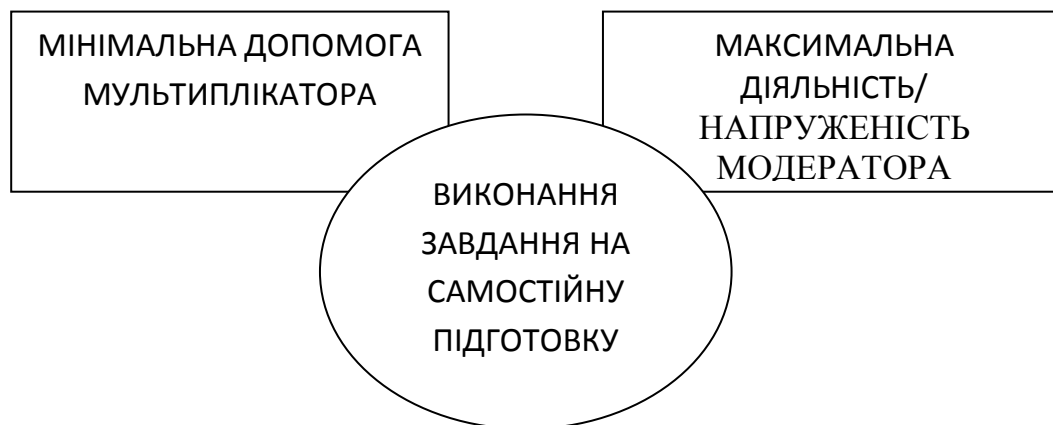 МІНІМАЛЬНА ДОПОМОГА
МУЛЬТИПЛІКАТОРА
МАКСИМАЛЬНА
ДІЯЛЬНІСТЬ/
НАПРУЖЕНІСТЬ
МОДЕРАТОРА
ВИКОНАННЯ
ЗАВДАННЯ НА
САМОСТІЙНУ
ПІДГОТОВКУ